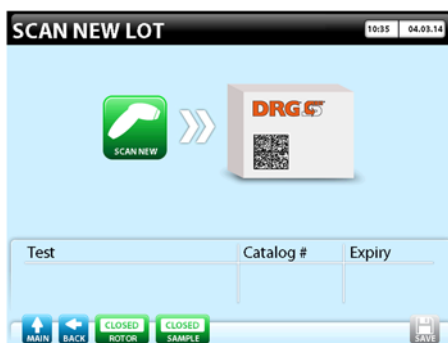 SCAN NEW LOT
10:35 04.03.14
SCAN NEW
DRG
Test Catalog # Expiry
MAIN BACK CLOSED ROTOR CLOSED SAMPLE SAVE